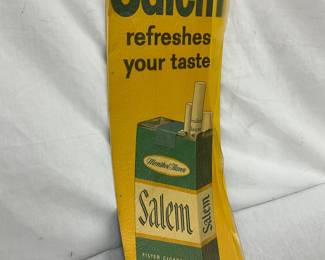 Salem
refreshes
your taste
Menthol Fresh
Salem
Salem
FILTER CIGARETTES